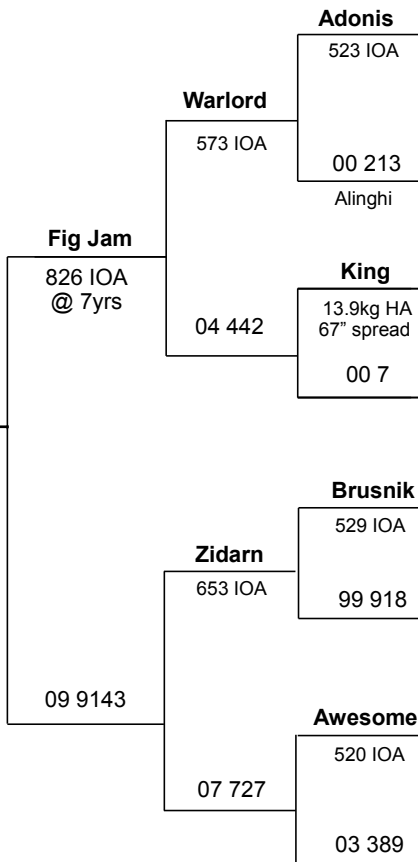 Adonis
523 IOA
Warlord
573 IOA
00 213
Alinghi
Fig Jam
826 IOA
@ 7yrs
King
13.9kg HA
67” spread
04 442
00 7
Brusnik
529 IOA
Zidarn
653 IOA
99 918
09 9143
Awesome
520 IOA
07 727
03 389